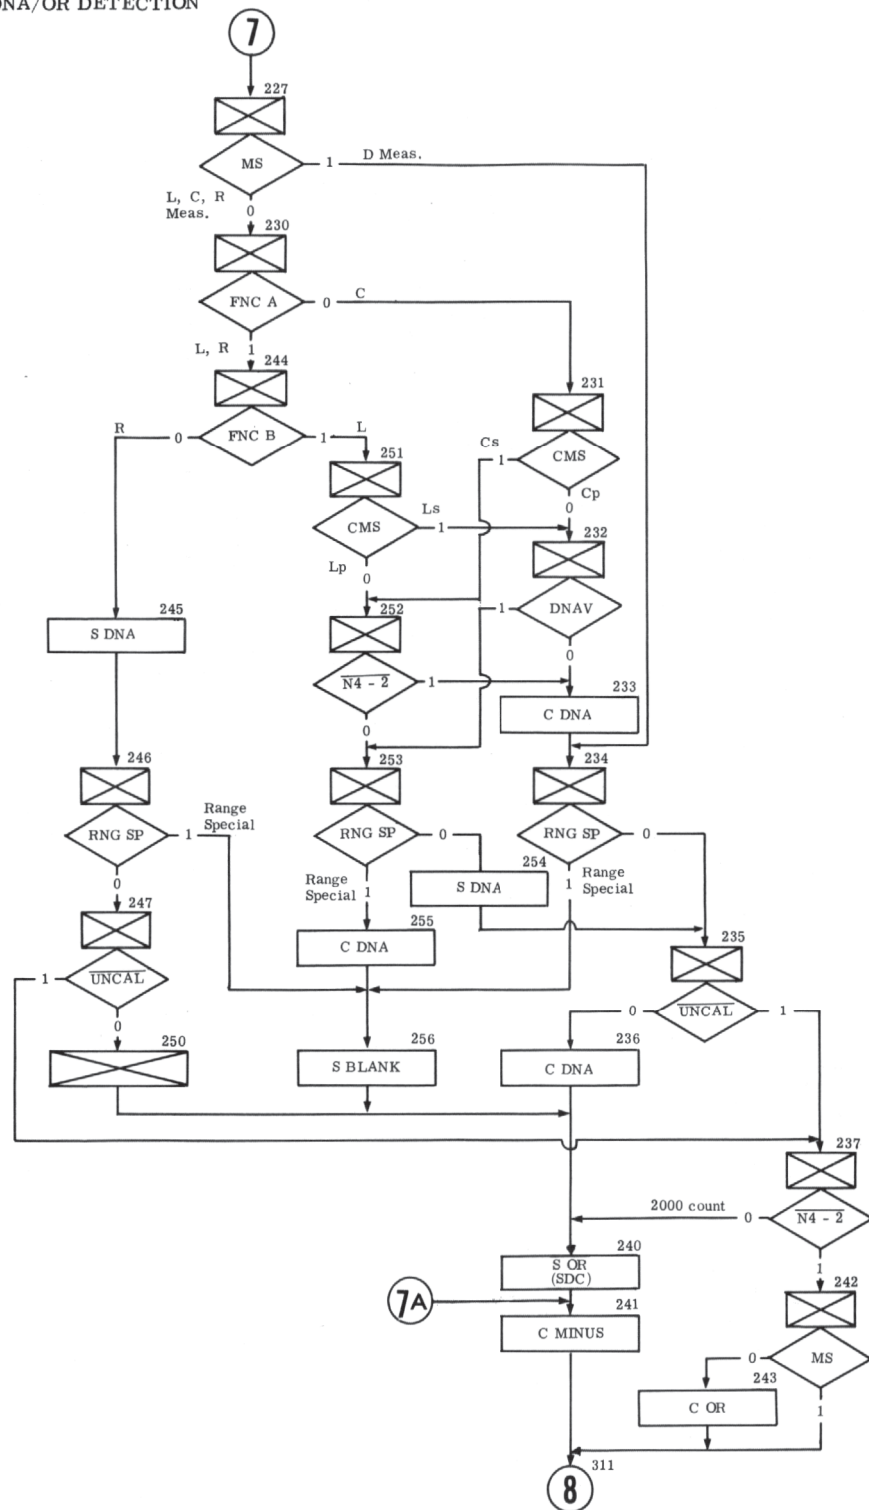 DNA/OR DETECTION
7
227
MS
1
D Meas.
L, C, R
Meas.
0
230
FNC A
0
C
L, R
1
244
231
R
0
FNC B
1
L
251
Cs
1
CMS
Cp
0
CMS
Ls
1
232
Lp
0
245
252
1
DNAV
S DNA
0
N4 - 2
1
233
C DNA
0
246
253
234
RNG SP
1
Range
Special
RNG SP
0
RNG SP
0
0
254
Range
Special
1
S DNA
1
Range
Special
247
255
C DNA
235
1
UNCAL
0
UNCAL
1
0
250
256
236
S BLANK
C DNA
237
2000 count
0
N4 - 2
240
S OR
(SDC)
1
242
7A
241
C MINUS
0
MS
243
C OR
1
311
8